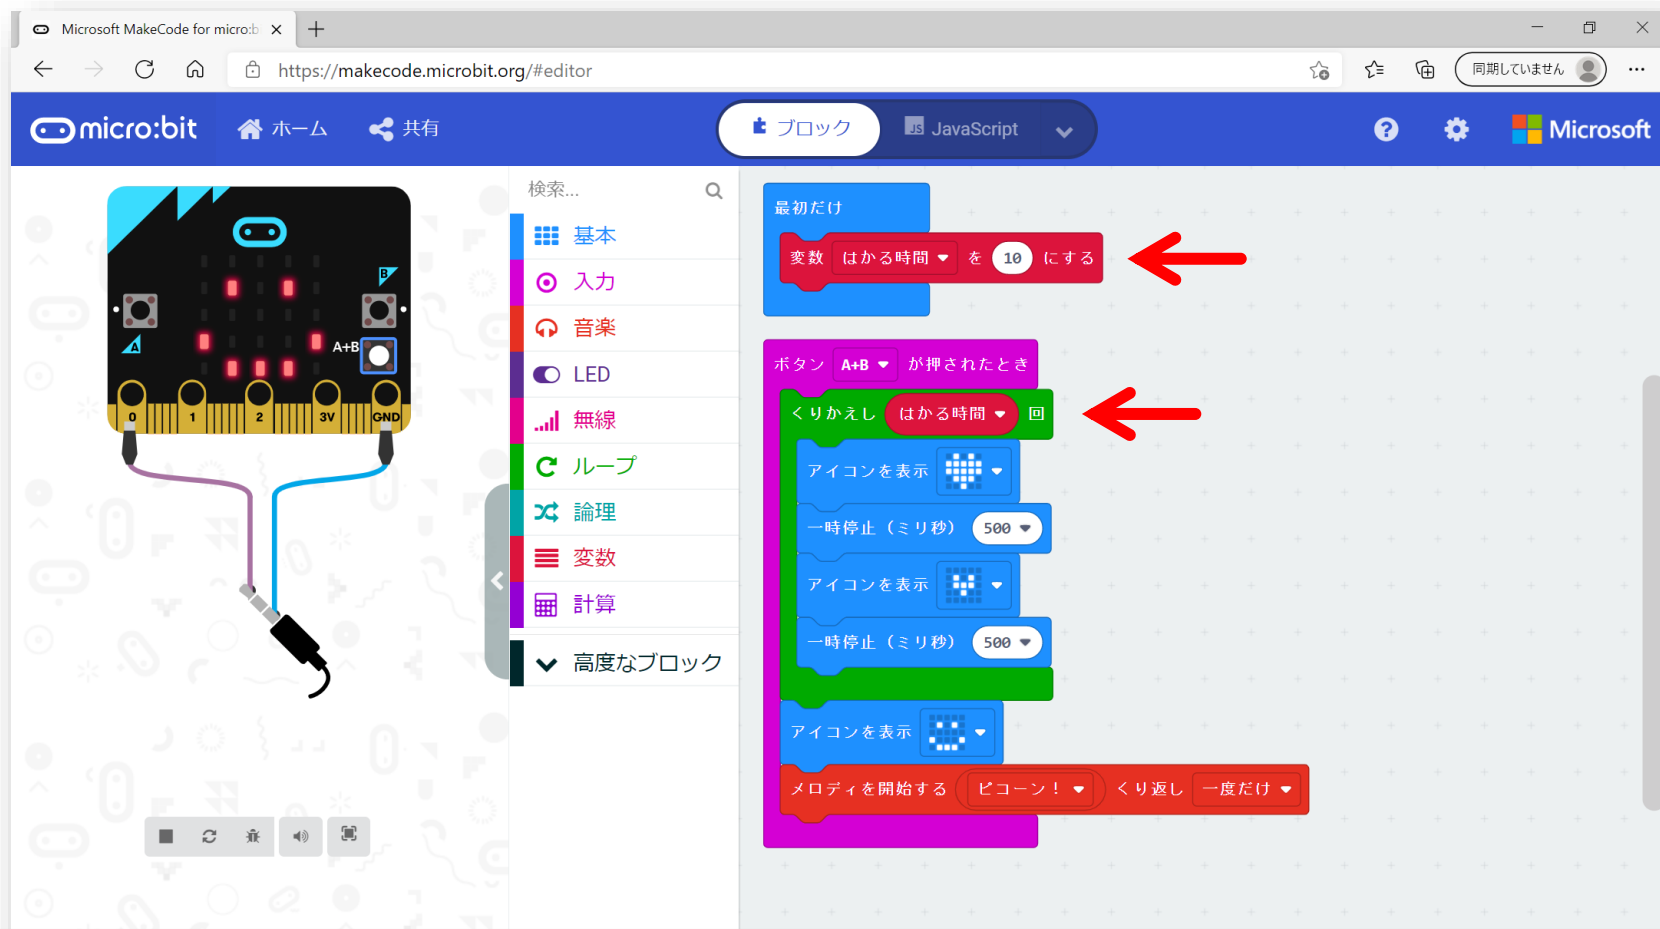 Microsoft MakeCode for micro:b
https://makecode.microbit.org/#editor
同期していません
micro:bit
ホーム
共有
ブロック
JS JavaScript
Microsoft
検索...
基本
入力
音楽
LED
無線
ループ
論理
変数
計算
高度なブロック
B
A
A+B
0 1 2 3V GND
最初だけ
変数 はかる時間 を 10 にする
ボタン A+B が押されたとき
くりかえし はかる時間 回
アイコンを表示
一時停止（ミリ秒） 500
アイコンを表示
一時停止（ミリ秒） 500
アイコンを表示
メロディを開始する ピコーン！ くり返し 一度だけ